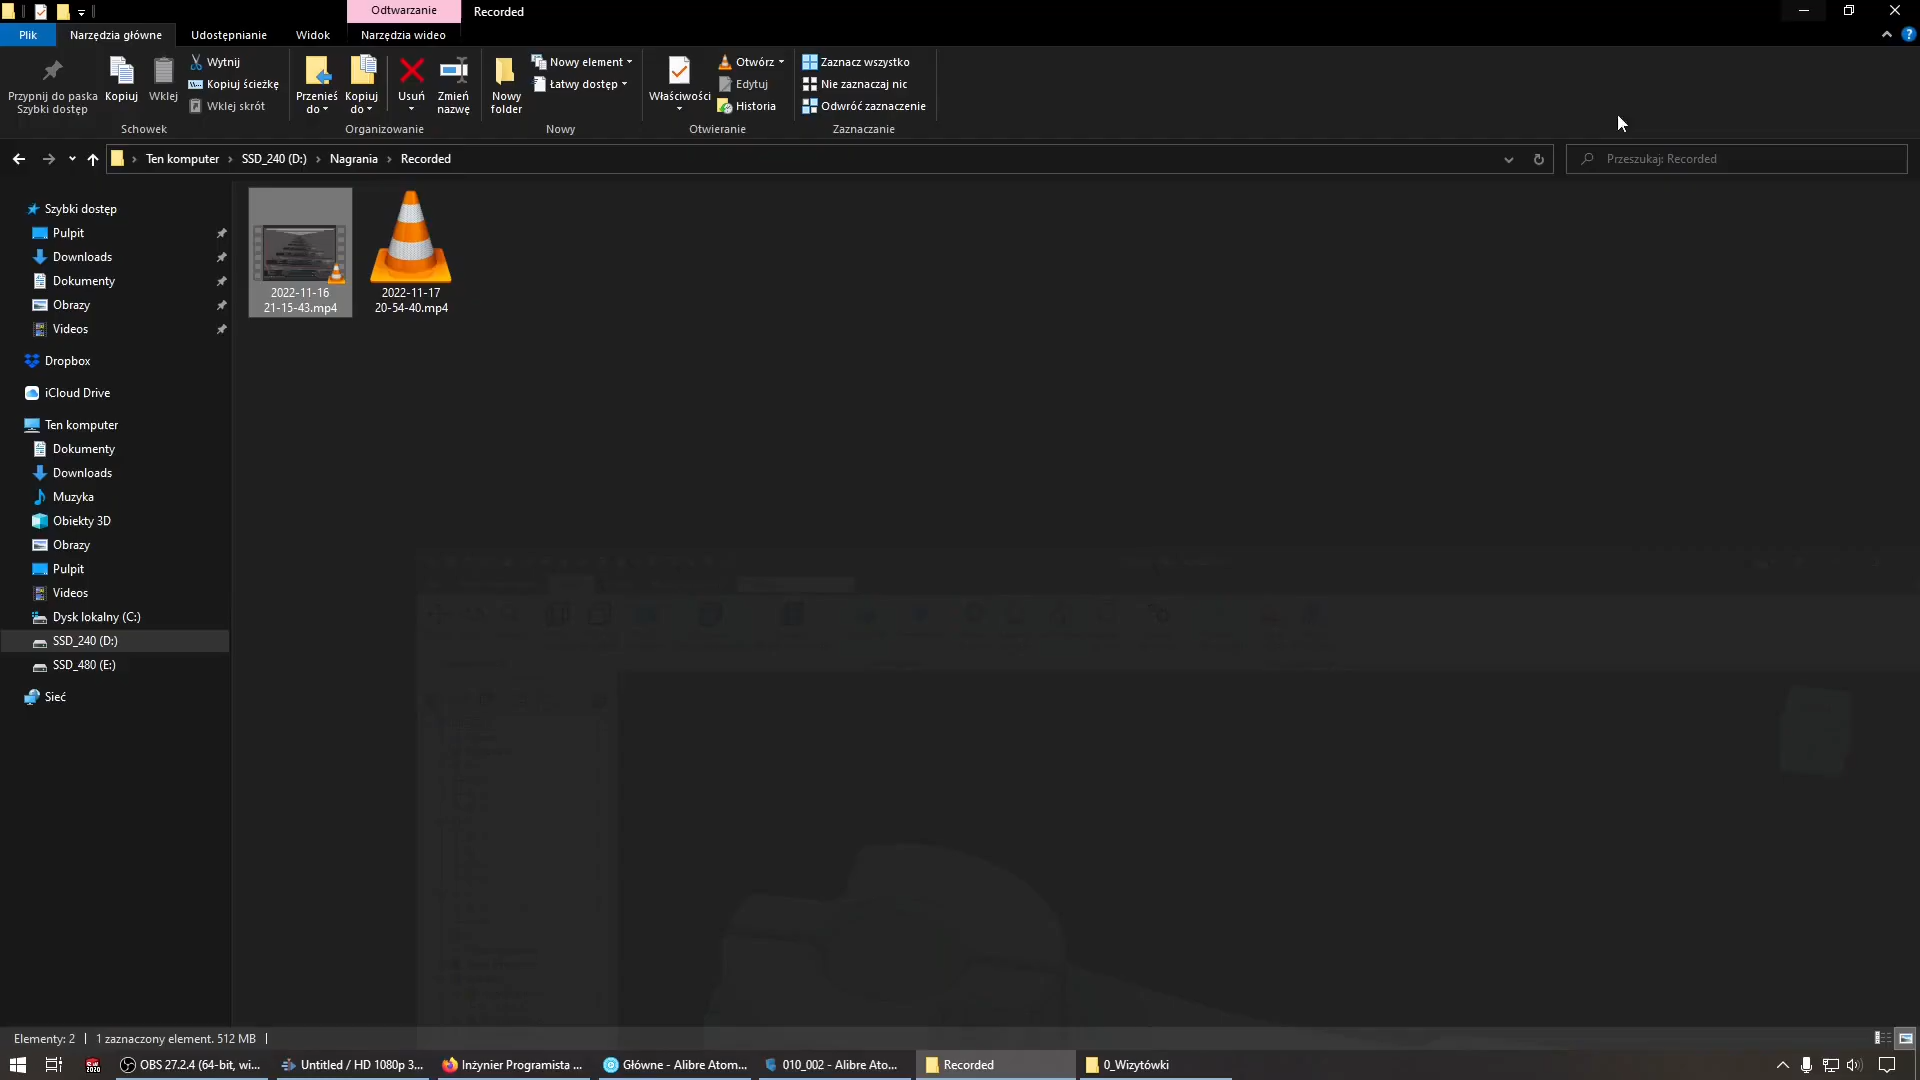 Odtwarzanie
Recorded
Plik
Narzędzia główne
Udostępnianie
Widok
Narzędzia wideo
Przypnij do paska
Szybki dostęp
Kopiuj
Wklej
Wytnij
Kopiuj ścieżkę
Wklej skrót
Schowek
Przenieś
do
Kopiuj
do
Usuń
Zmień
nazwę
Organizowanie
Nowy
folder
Nowy element
Łatwy dostęp
Nowy
Właściwości
Otwórz
Edytuj
Historia
Otwieranie
Zaznacz wszystko
Nie zaznaczaj nic
Odwróć zaznaczenie
Zaznaczanie
Ten komputer
SSD_240 (D:)
Nagrania
Recorded
Przeszukaj: Recorded
Szybki dostęp
Pulpit
Downloads
Dokumenty
Obrazy
Videos
Dropbox
iCloud Drive
Ten komputer
Dokumenty
Downloads
Muzyka
Obiekty 3D
Obrazy
Pulpit
Videos
Dysk lokalny (C:)
SSD_240 (D:)
SSD_480 (E:)
Sieć
2022-11-16
21-15-43.mp4
2022-11-17
20-54-40.mp4
Elementy: 2
1 zaznaczony element. 512 MB
OBS 27.2.4 (64-bit, wi...
Untitled / HD 1080p 3...
Inżynier Programista ...
Główne - Alibre Atom...
010_002 - Alibre Ato...
Recorded
0_Wizytówki